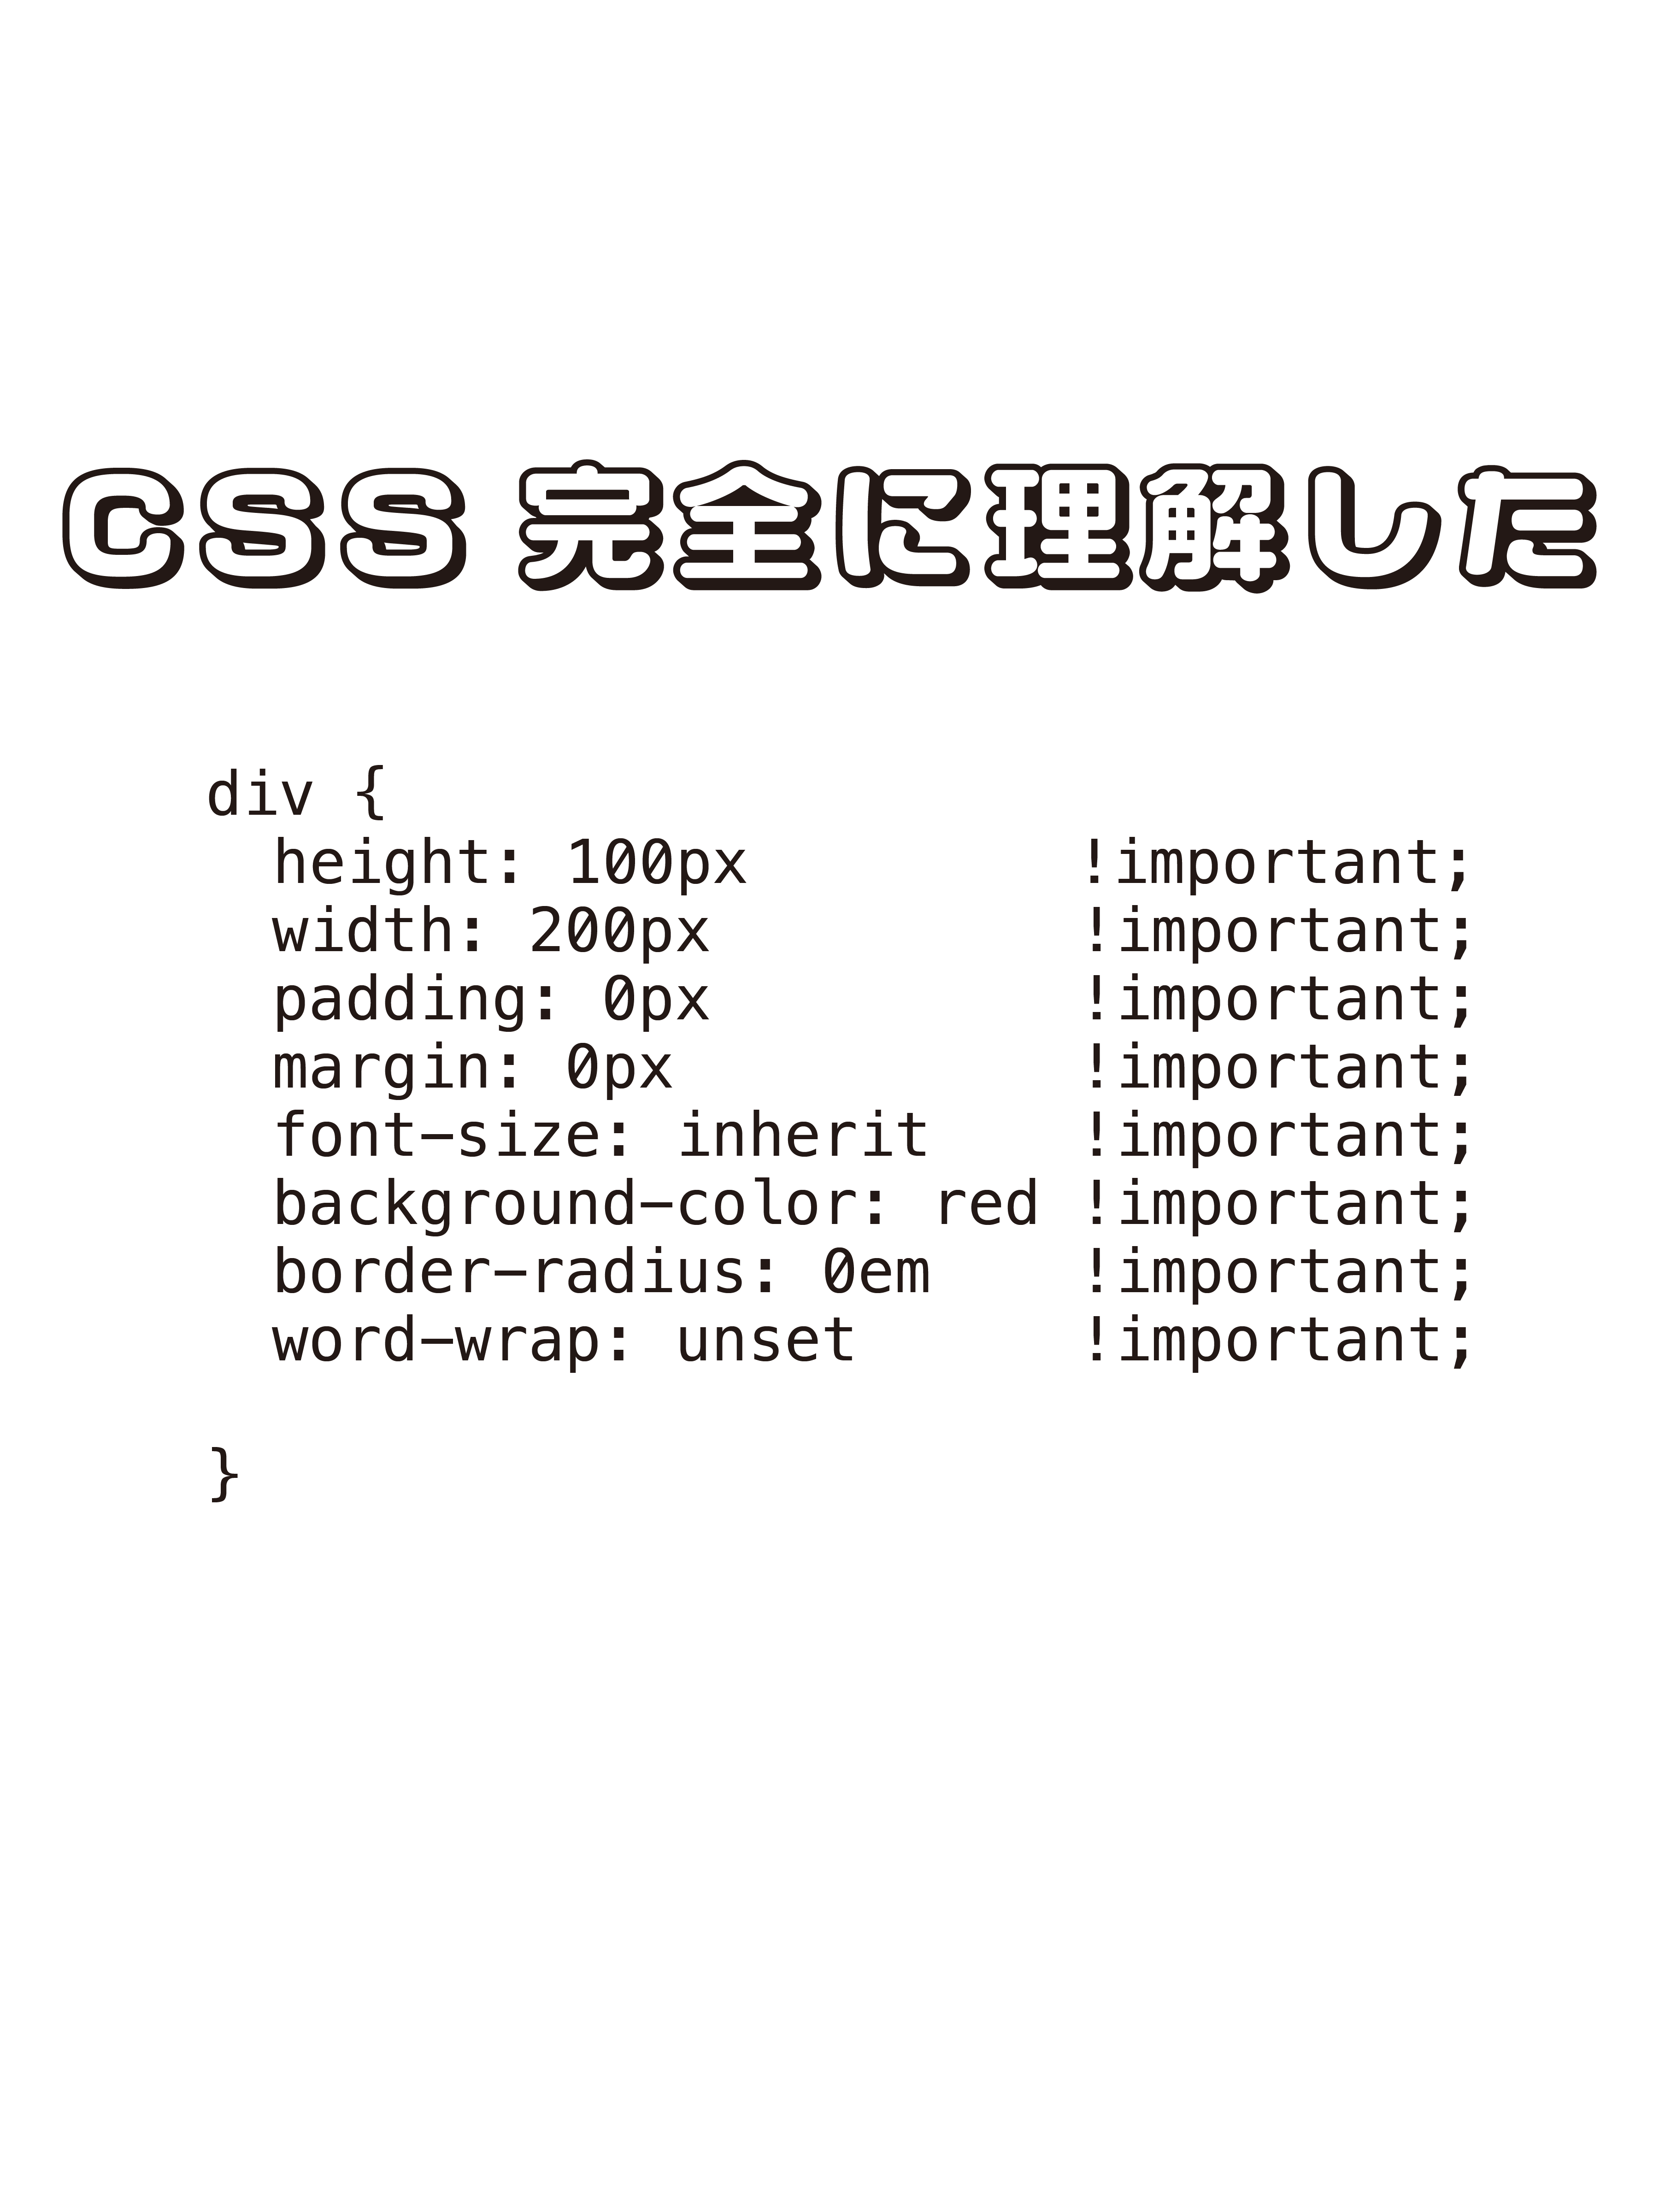 CSS 完全に理解した
div {
  height: 100px         !important;
  width: 200px          !important;
  padding: 0px          !important;
  margin: 0px           !important;
  font-size: inherit    !important;
  background-color: red !important;
  border-radius: 0em    !important;
  word-wrap: unset      !important;

}